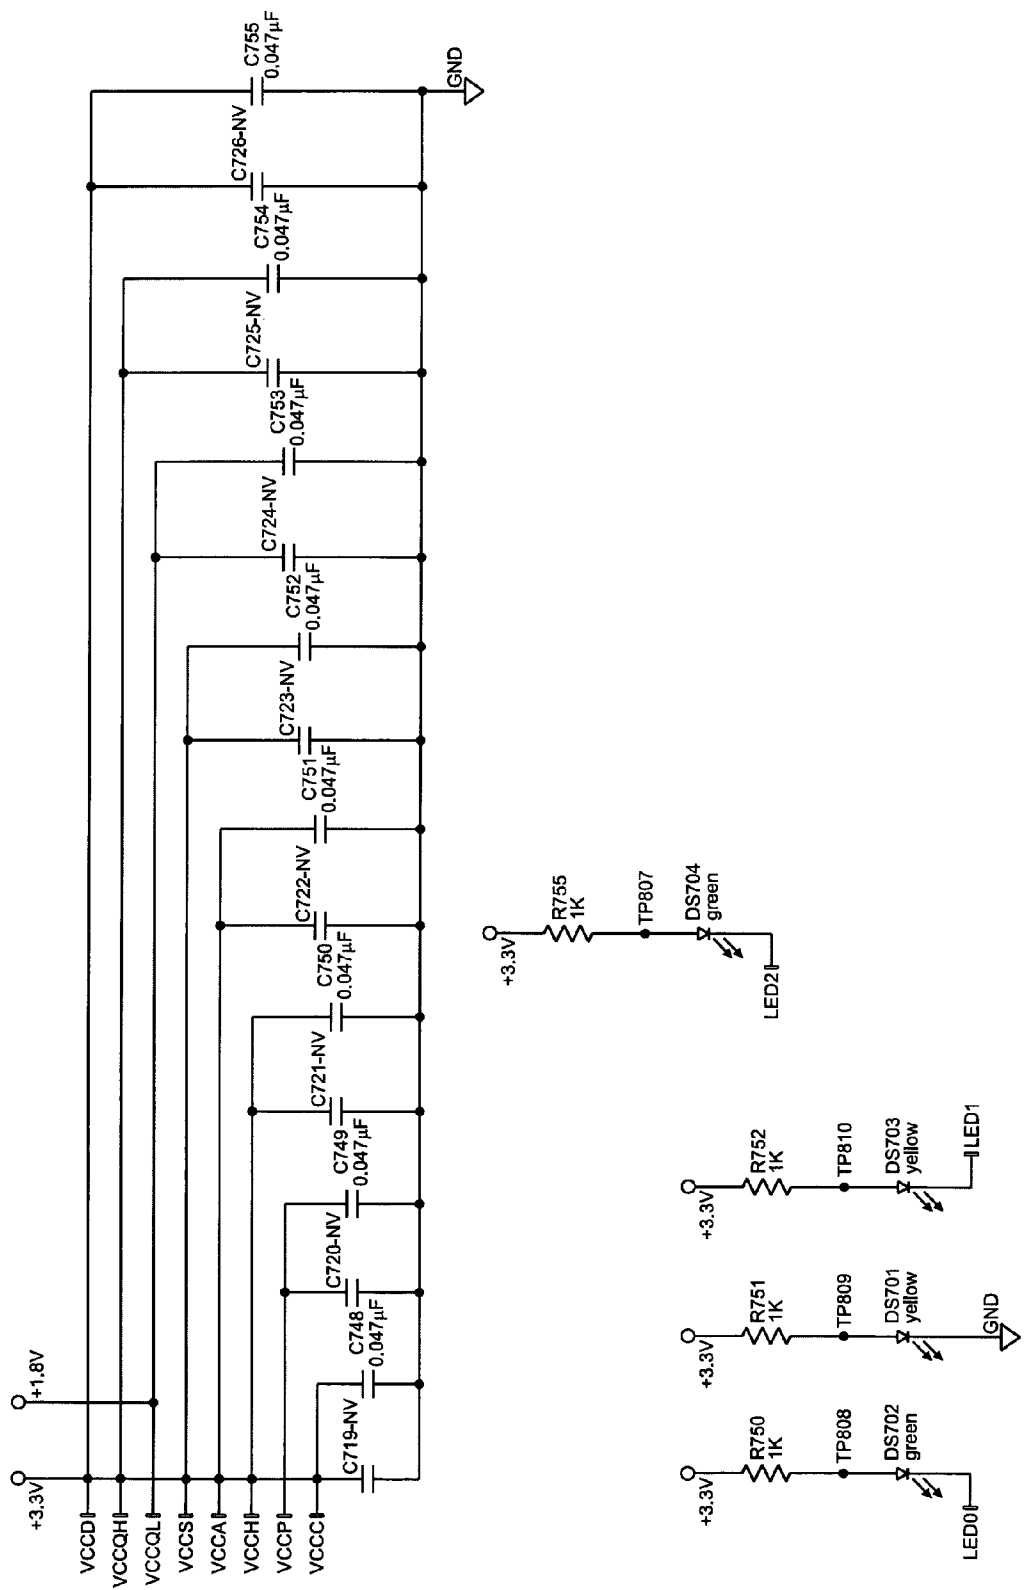 +3.3V
+1.8V
VCCD
VCCQH
VCCQL
VCCS
VCCA
VCCH
VCCP
VCCC
C719-NV
C748
0.047µF
C720-NV
C749
0.047µF
C721-NV
C750
0.047µF
C722-NV
C751
0.047µF
C723-NV
C752
0.047µF
C724-NV
C753
0.047µF
C725-NV
C754
0.047µF
C726-NV
C755
0.047µF
GND
+3.3V
R750
1K
TP808
DS702
green
LED0
+3.3V
R751
1K
TP809
DS701
yellow
GND
+3.3V
R752
1K
TP810
DS703
yellow
LED1
+3.3V
R755
1K
TP807
DS704
green
LED2